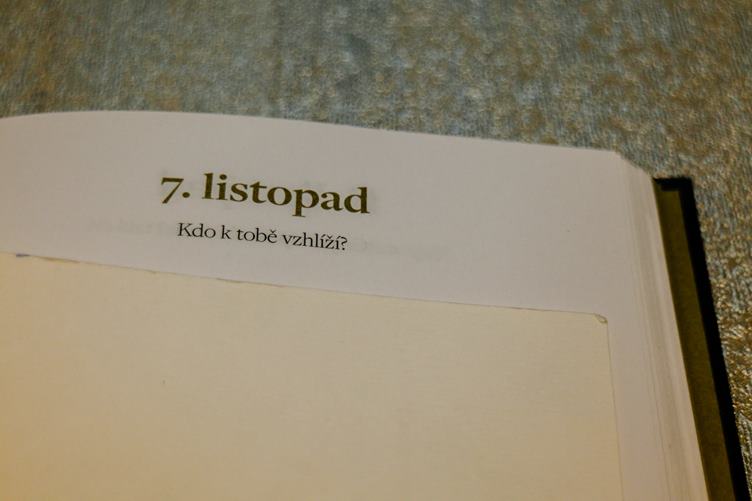 7. listopad
Kdo k tobě vzhlíží?